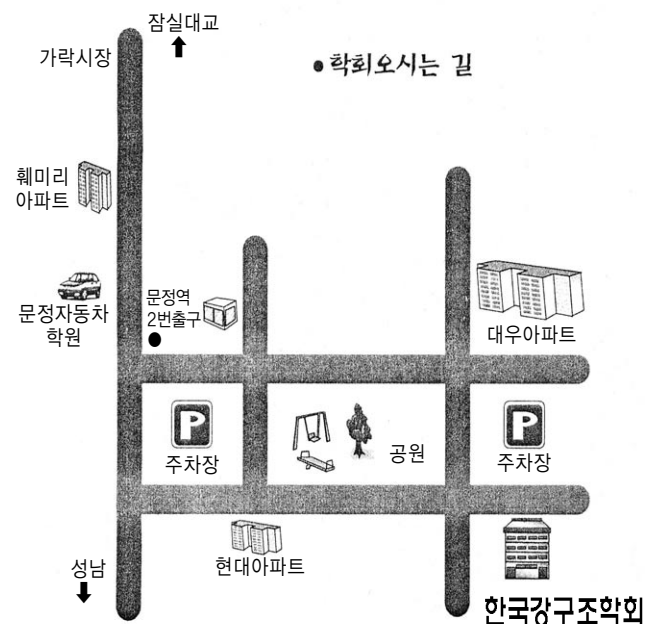 잠실대교
가락시장
● 학회오시는 길
훼미리
아파트
문정자동차
학원
문정역
2번출구
대우아파트
P
주차장
공원
P
주차장
현대아파트
성남
한국강구조학회